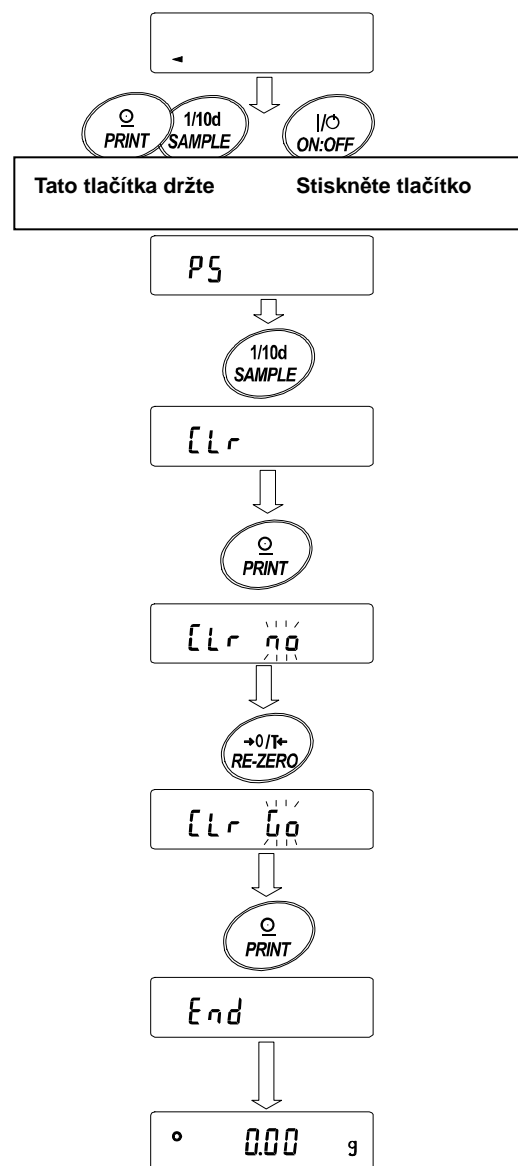 ◄
PRINT
1/10d
SAMPLE
I/
ON:OFF
Tato tlačítka držte Stiskněte tlačítko
PS
1/10d
SAMPLE
CLr
PRINT
CLr no
→0/T←
RE-ZERO
CLr Go
PRINT
End
0.00 g